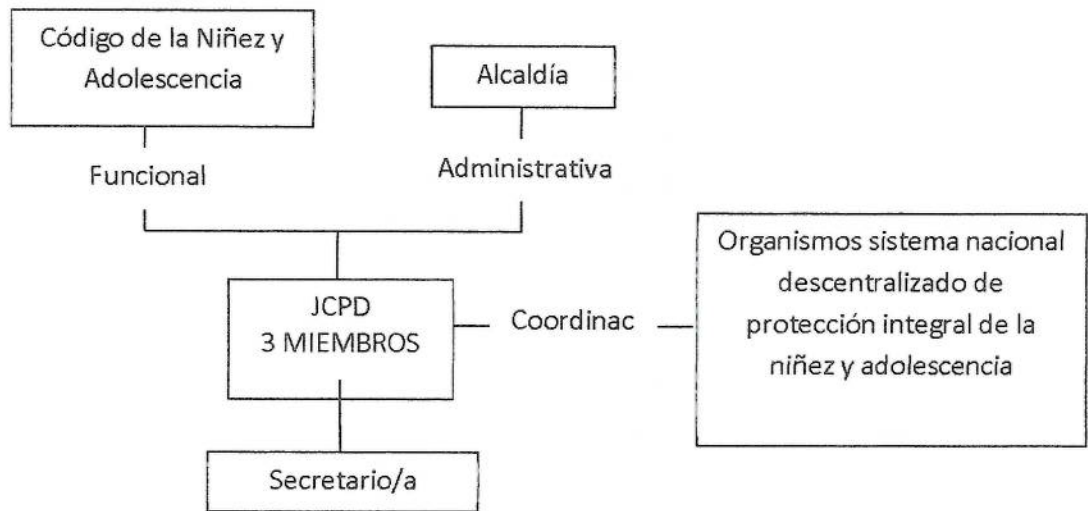 Código de la Niñez y
Adolescencia
Alcaldía
Funcional
Administrativa
JCPD
3 MIEMBROS
Coordinac
Organismos sistema nacional
descentralizado de
protección integral de la
niñez y adolescencia
Secretario/a